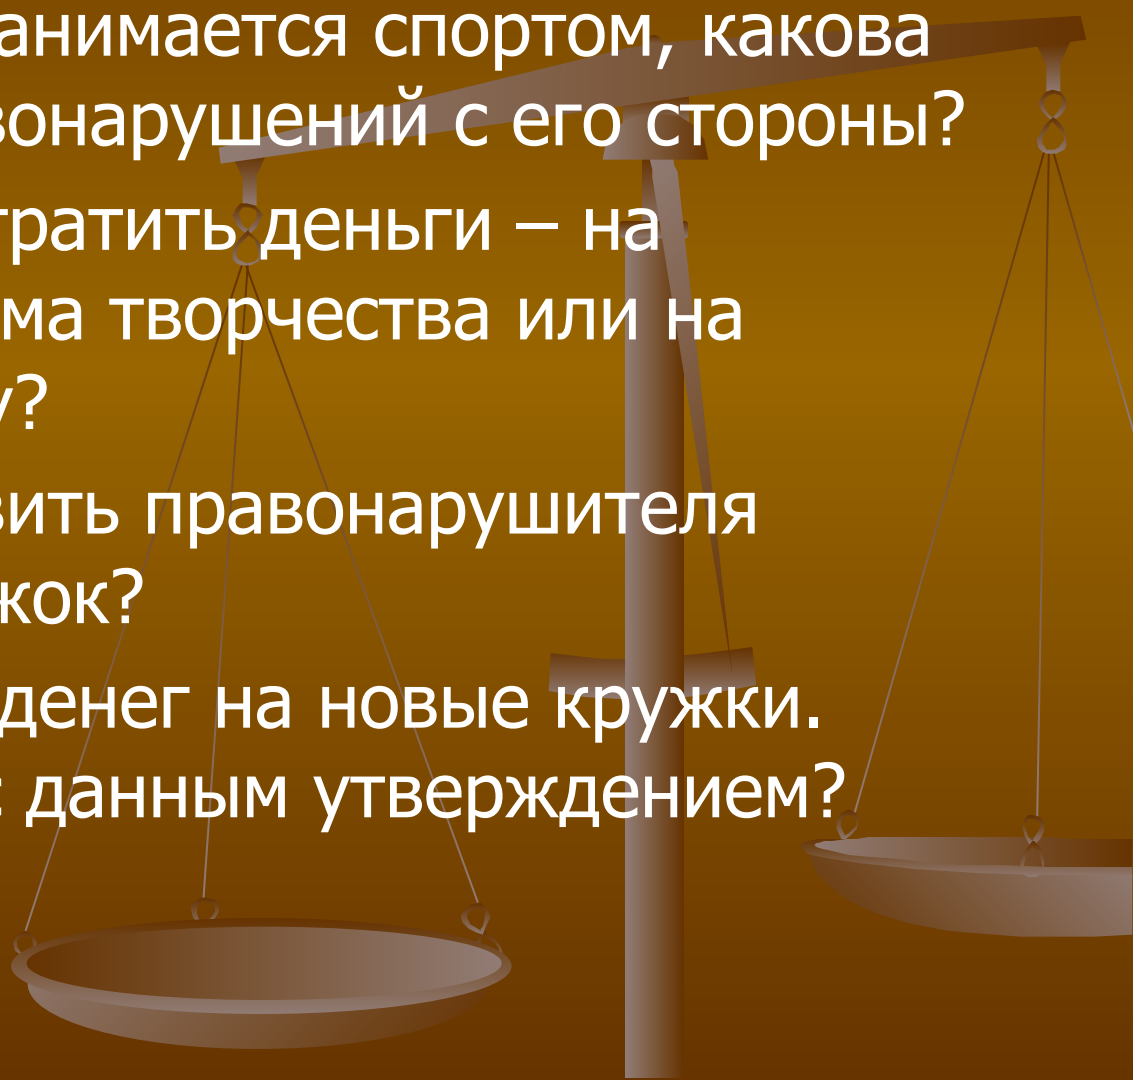 анимается спортом, какова
вонарушений с его стороны?
тратить деньги – на
ма творчества или на
у?
вить правонарушителя
жок?
денег на новые кружки.
с данным утверждением?